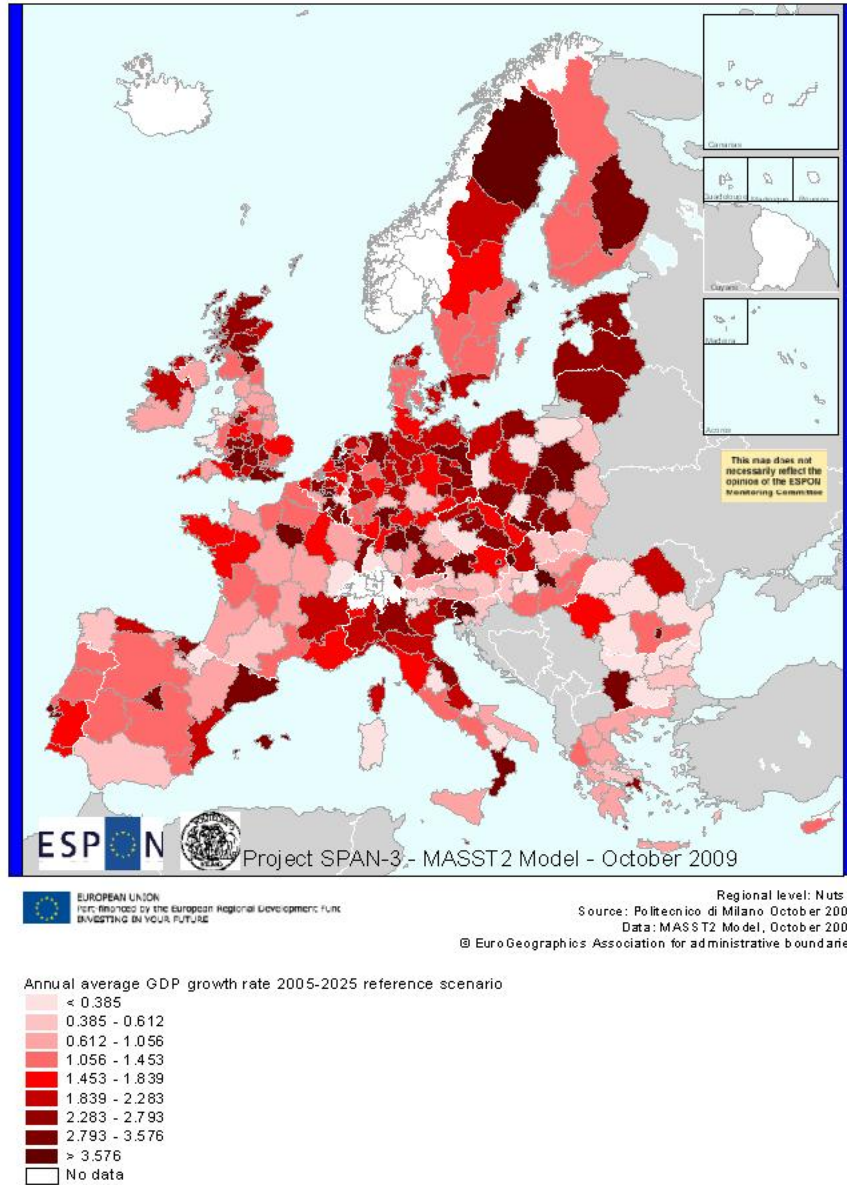 Canarias
Guyane
Madeira
This map does not
necessarily reflect the
opinion of the ESPON
Monitoring Committee
ESPON
Project SPAN-3 - MASST2 Model - October 2009
EUROPEAN UNION
Part-financed by the European Regional Development Fund
INVESTING IN YOUR FUTURE
Regional level: Nuts
Source: Politecnico di Milano October 200
Data: MASST2 Model, October 200
© EuroGeographics Association for administrative boundarie
Annual average GDP growth rate 2005-2025 reference scenario
< 0.385
0.385 - 0.612
0.612 - 1.056
1.056 - 1.453
1.453 - 1.839
1.839 - 2.283
2.283 - 2.793
2.793 - 3.576
> 3.576
No data